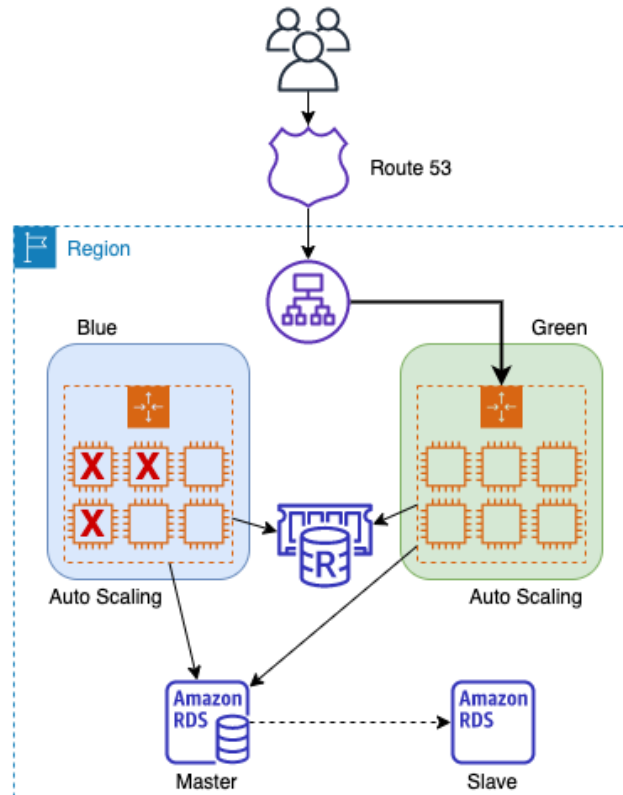 Route 53
Region
Blue
Green
X X
X
R
Auto Scaling
Auto Scaling
Amazon
RDS
Amazon
RDS
Master
Slave